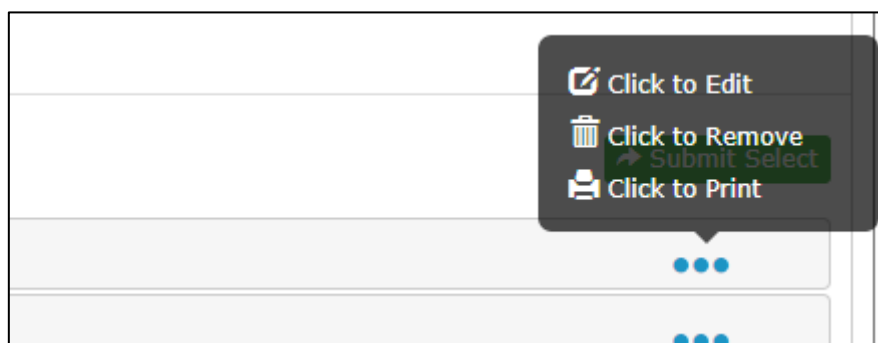 Click to Edit
Click to Remove
Submit Select
Click to Print